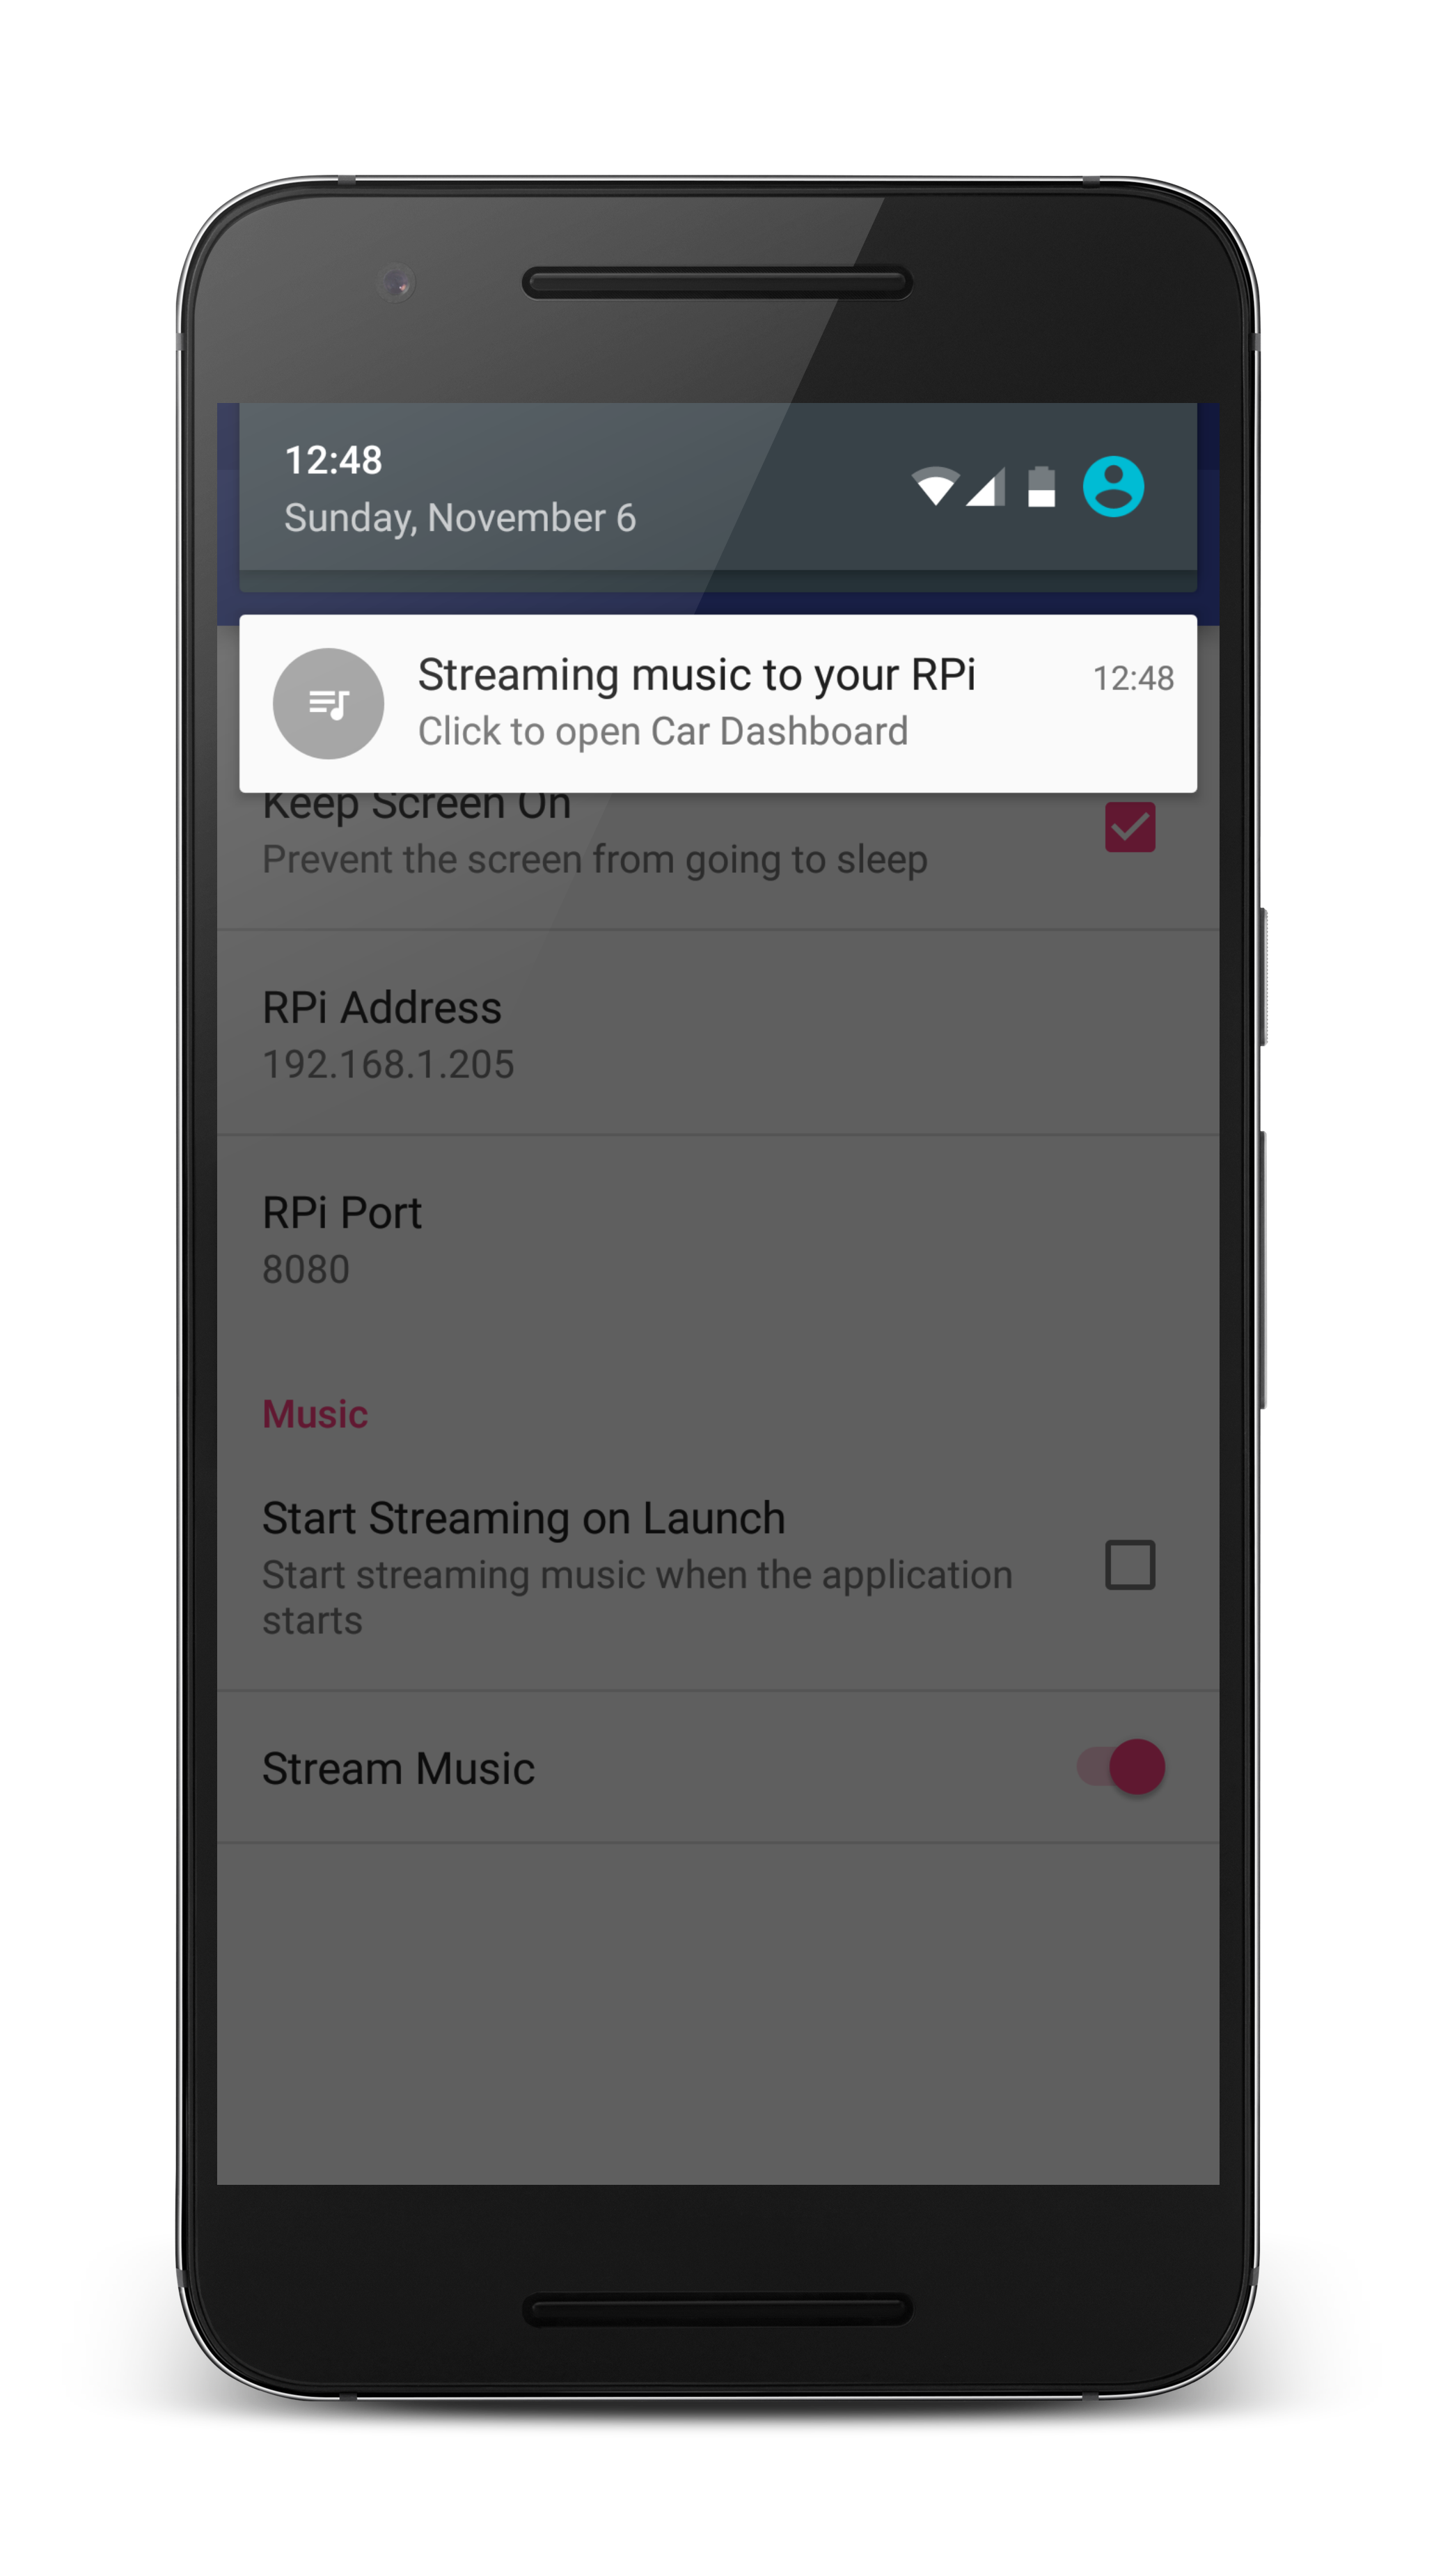 12:48
Sunday, November 6
Streaming music to your RPi
12:48
Click to open Car Dashboard
Keep Screen On
Prevent the screen from going to sleep
RPi Address
192.168.1.205
RPi Port
8080
Music
Start Streaming on Launch
Start streaming music when the application
starts
Stream Music